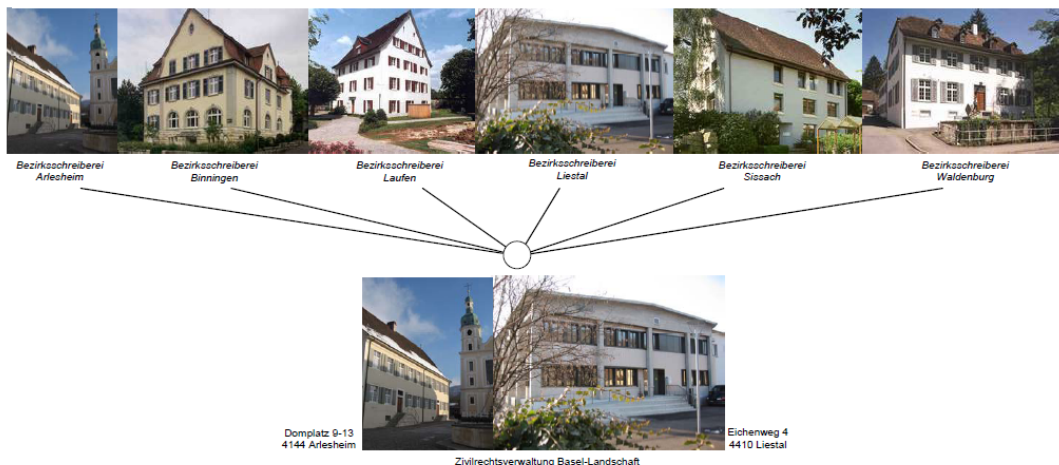 Bezirksschreiberei
Arlesheim
Bezirksschreiberei
Binningen
Bezirksschreiberei
Laufen
Bezirksschreiberei
Liestal
Bezirksschreiberei
Sissach
Bezirksschreiberei
Waldenburg
Domplatz 9-13
4144 Arlesheim
Eichenweg 4
4410 Liestal
Zivilrechtsverwaltung Basel-Landschaft